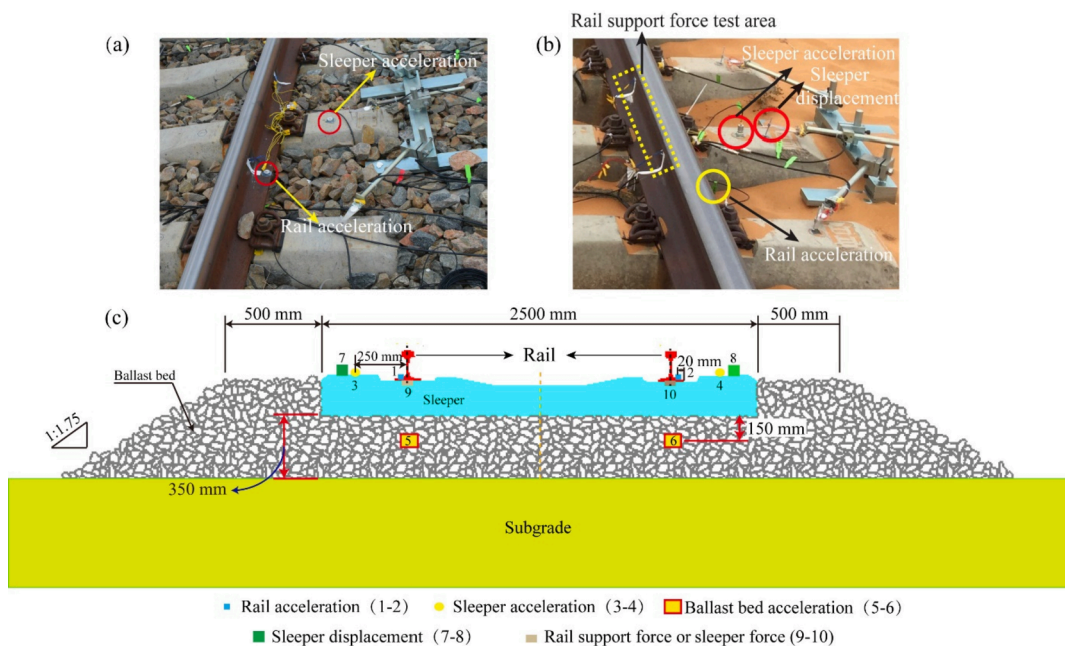 Rail support force test area
(a)
(b)
Sleeper acceleration
Rail acceleration
Sleeper acceleration
Sleeper
displacement
Rail acceleration
(c)
500 mm
2500 mm
500 mm
7
250 mm
Rail
20 mm
8
Ballast bed
3
1
2
4
9
Sleeper
10
1:1.75
5
6
150 mm
350 mm
Subgrade
Rail acceleration（1-2）
Sleeper acceleration（3-4）
Ballast bed acceleration（5-6）
Sleeper displacement（7-8）
Rail support force or sleeper force (9-10)